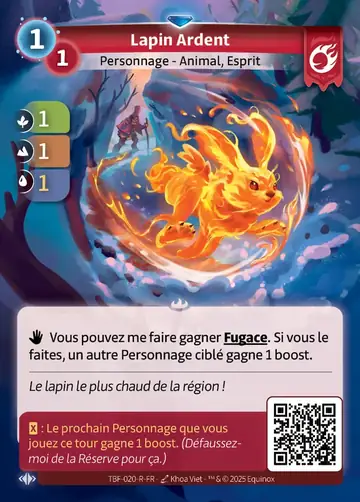 1
Lapin Ardent
1
Personnage - Animal, Esprit
1
1
1
Vous pouvez me faire gagner Fugace. Si vous le
faites, un autre Personnage ciblé gagne 1 boost.
Le lapin le plus chaud de la région !
X : Le prochain Personnage que vous
jouez ce tour gagne 1 boost. (Défaussez-
moi de la Réserve pour ça.)
TBF-020-R-FR - Khoa Viet - ™ & © 2025 Equinox